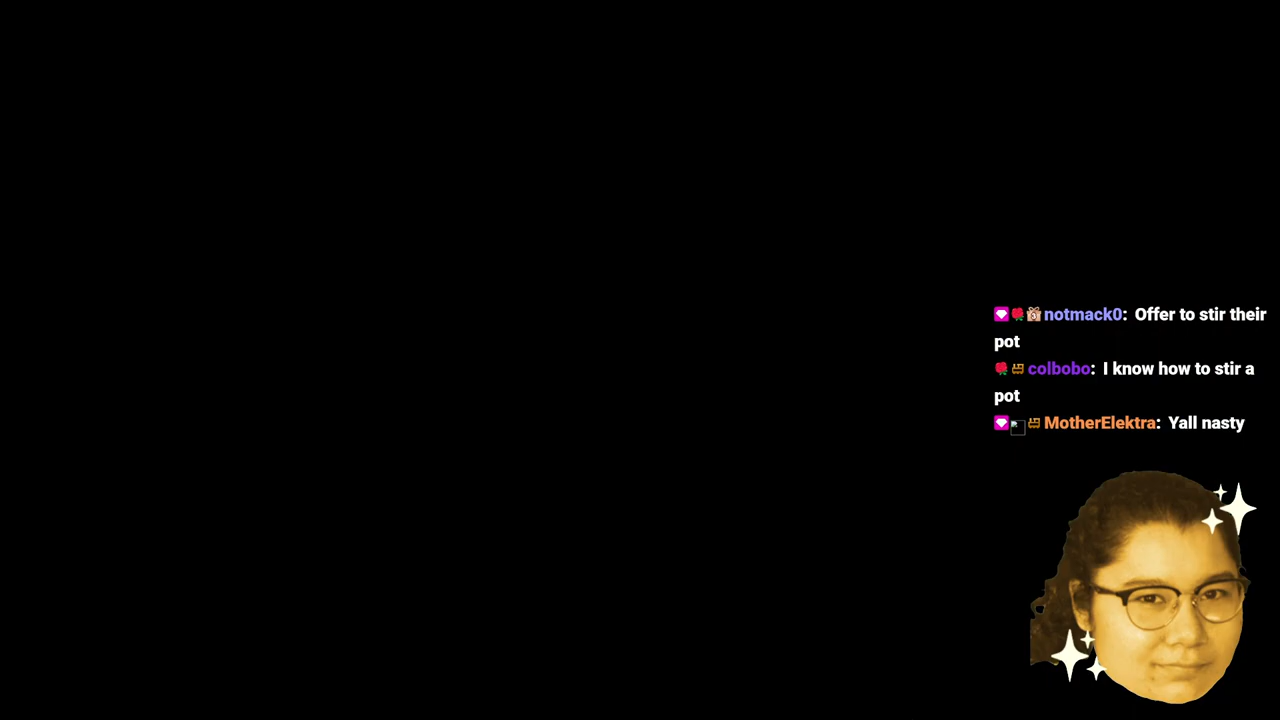 notmack0: Offer to stir their
pot
colbobo: I know how to stir a
pot
MotherElektra: Yall nasty